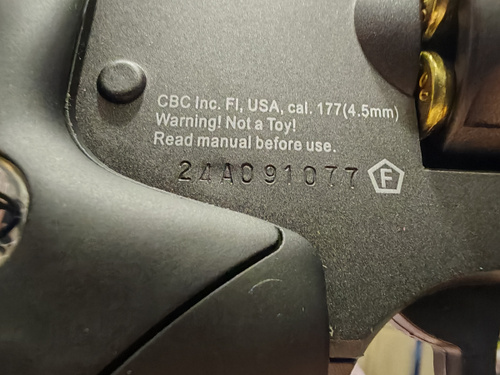 CBC Inc. Fl, USA, cal. 177(4.5mm)
Warning! Not a Toy!
Read manual before use.
24A091077 F